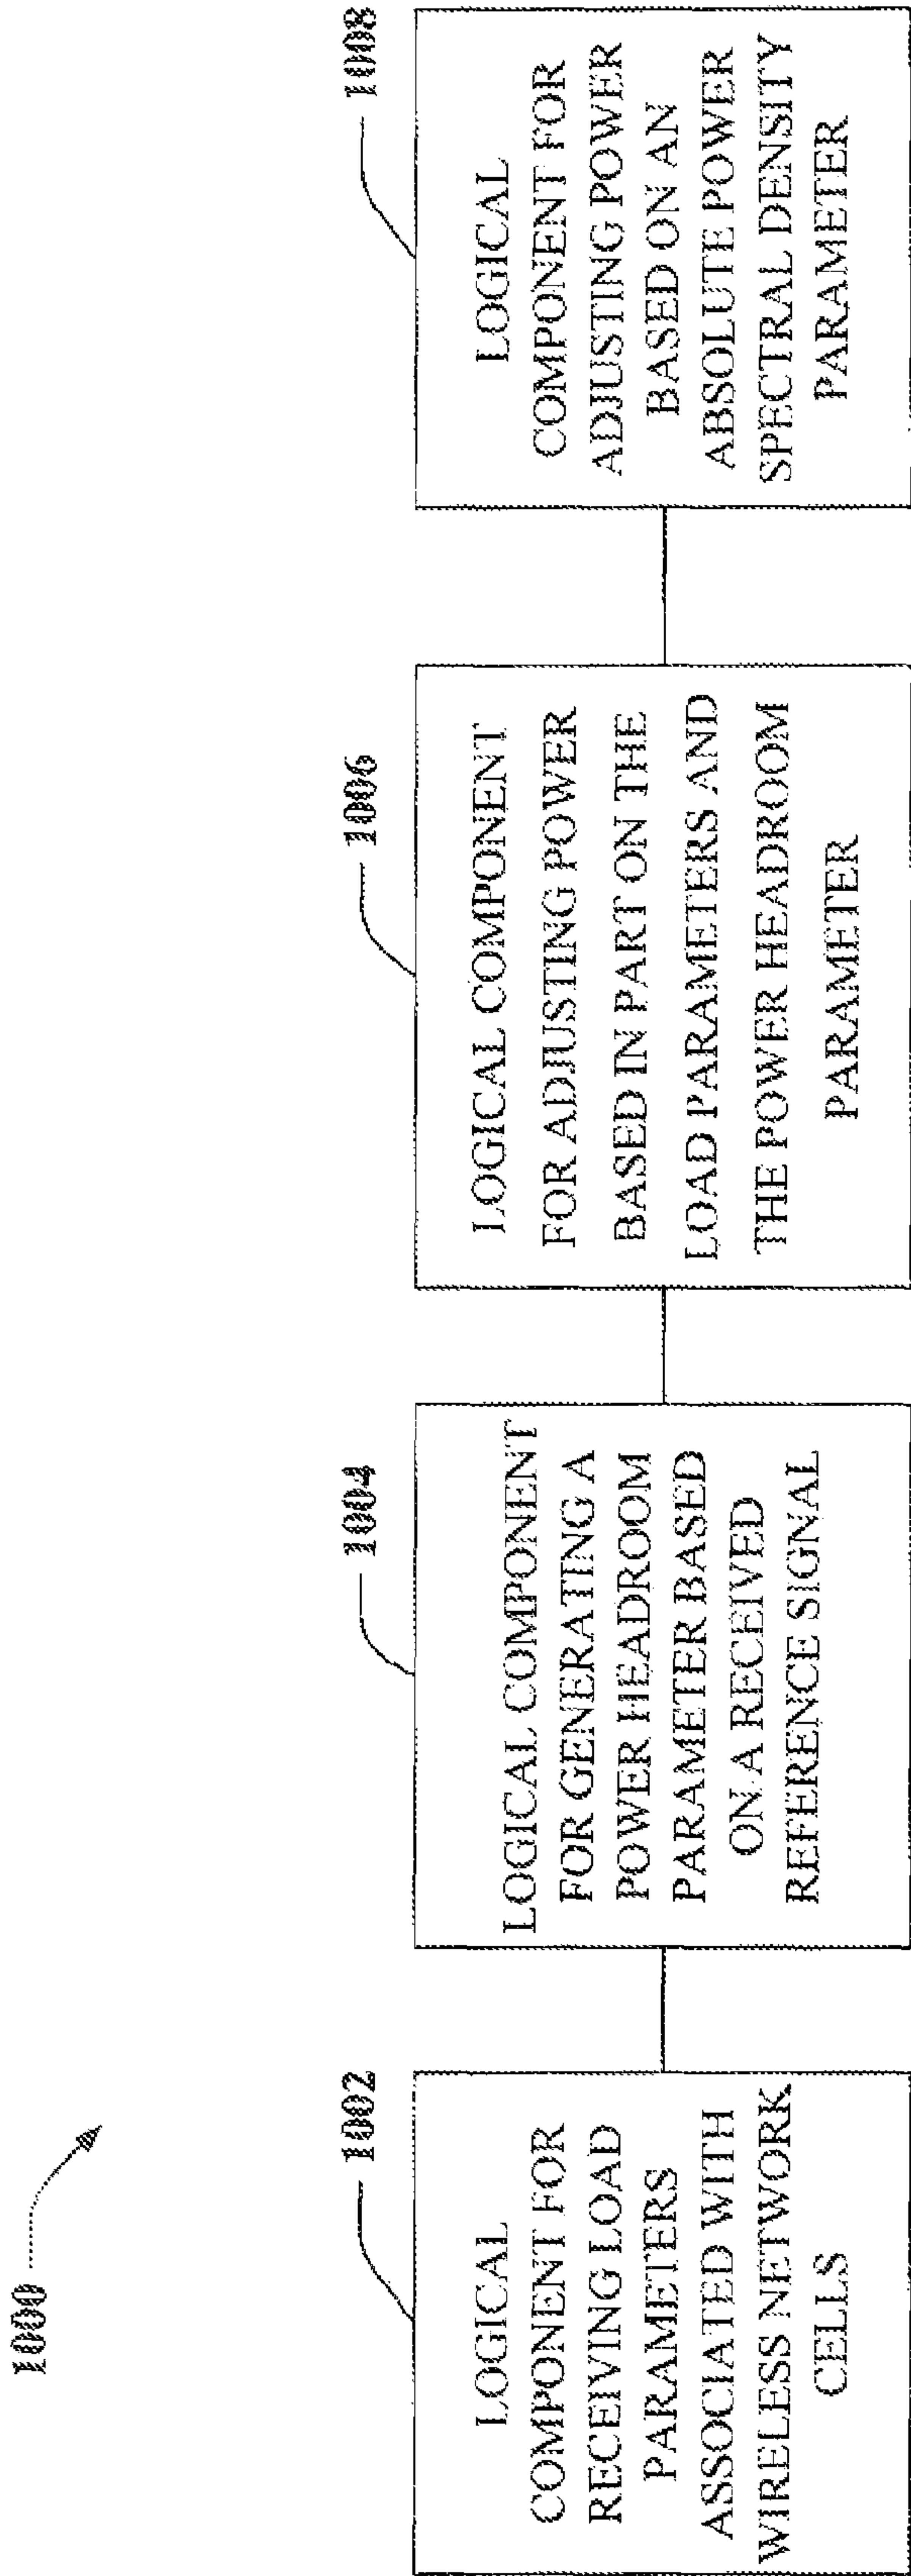 1000
1002
LOGICAL
COMPONENT FOR
RECEIVING LOAD
PARAMETERS
ASSOCIATED WITH
WIRELESS NETWORK
CELLS
1004
LOGICAL COMPONENT
FOR GENERATING A
POWER HEADROOM
PARAMETER BASED
ON A RECEIVED
REFERENCE SIGNAL
1006
LOGICAL COMPONENT
FOR ADJUSTING POWER
BASED IN PART ON THE
LOAD PARAMETERS AND
THE POWER HEADROOM
PARAMETER
1008
LOGICAL
COMPONENT FOR
ADJUSTING POWER
BASED ON AN
ABSOLUTE POWER
SPECTRAL DENSITY
PARAMETER